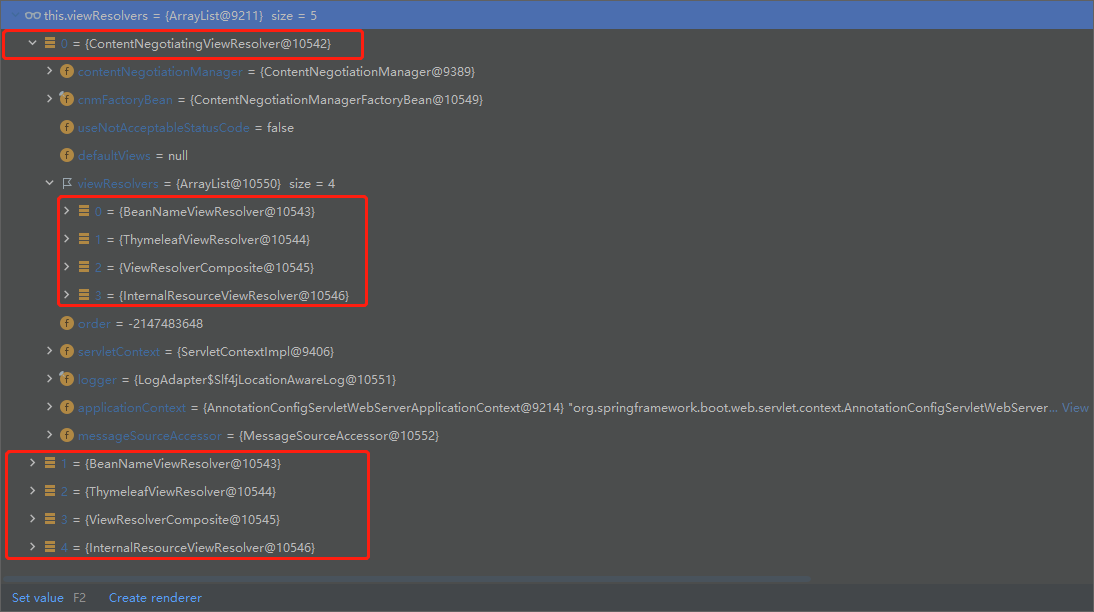 this.viewResolvers = {ArrayList@9211} size = 5
0 = {ContentNegotiatingViewResolver@10542}
f contentNegotiationManager = {ContentNegotiationManager@9389}
f cnmFactoryBean = {ContentNegotiationManagerFactoryBean@10549}
f useNotAcceptableStatusCode = false
f defaultViews = null
viewResolvers = {ArrayList@10550} size = 4
0 = {BeanNameViewResolver@10543}
1 = {ThymeleafViewResolver@10544}
2 = {ViewResolverComposite@10545}
3 = {InternalResourceViewResolver@10546}
f order = -2147483648
f servletContext = {ServletContextImpl@9406}
f logger = {LogAdapter$Slf4jLocationAwareLog@10551}
f applicationContext = {AnnotationConfigServletWebServerApplicationContext@9214} "org.springframework.boot.web.servlet.context.AnnotationConfigServletWebServer... View
f messageSourceAccessor = {MessageSourceAccessor@10552}
1 = {BeanNameViewResolver@10543}
2 = {ThymeleafViewResolver@10544}
3 = {ViewResolverComposite@10545}
4 = {InternalResourceViewResolver@10546}
Set value F2 Create renderer